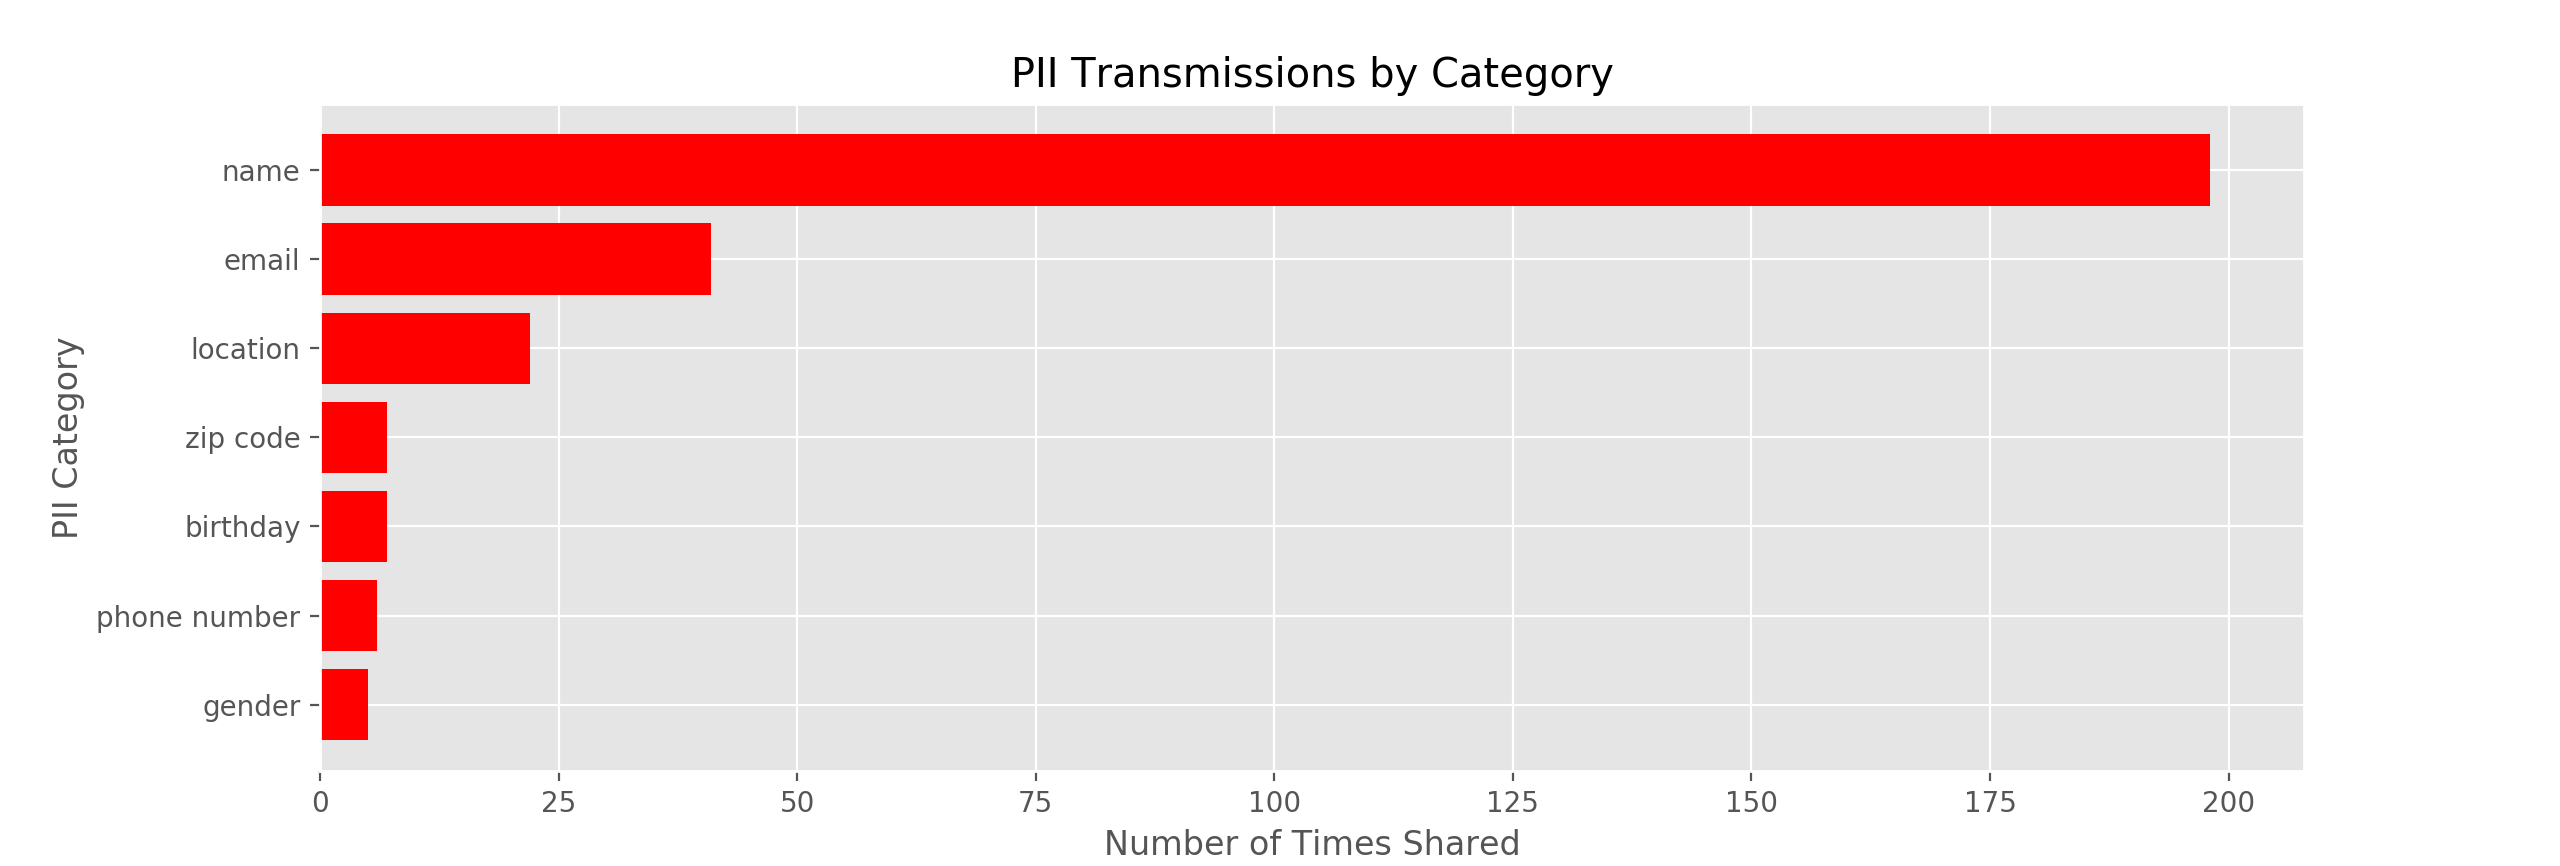 PII Transmissions by Category
PII Category
name
email
location
zip code
birthday
phone number
gender
0 25 50 75 100 125 150 175 200
Number of Times Shared